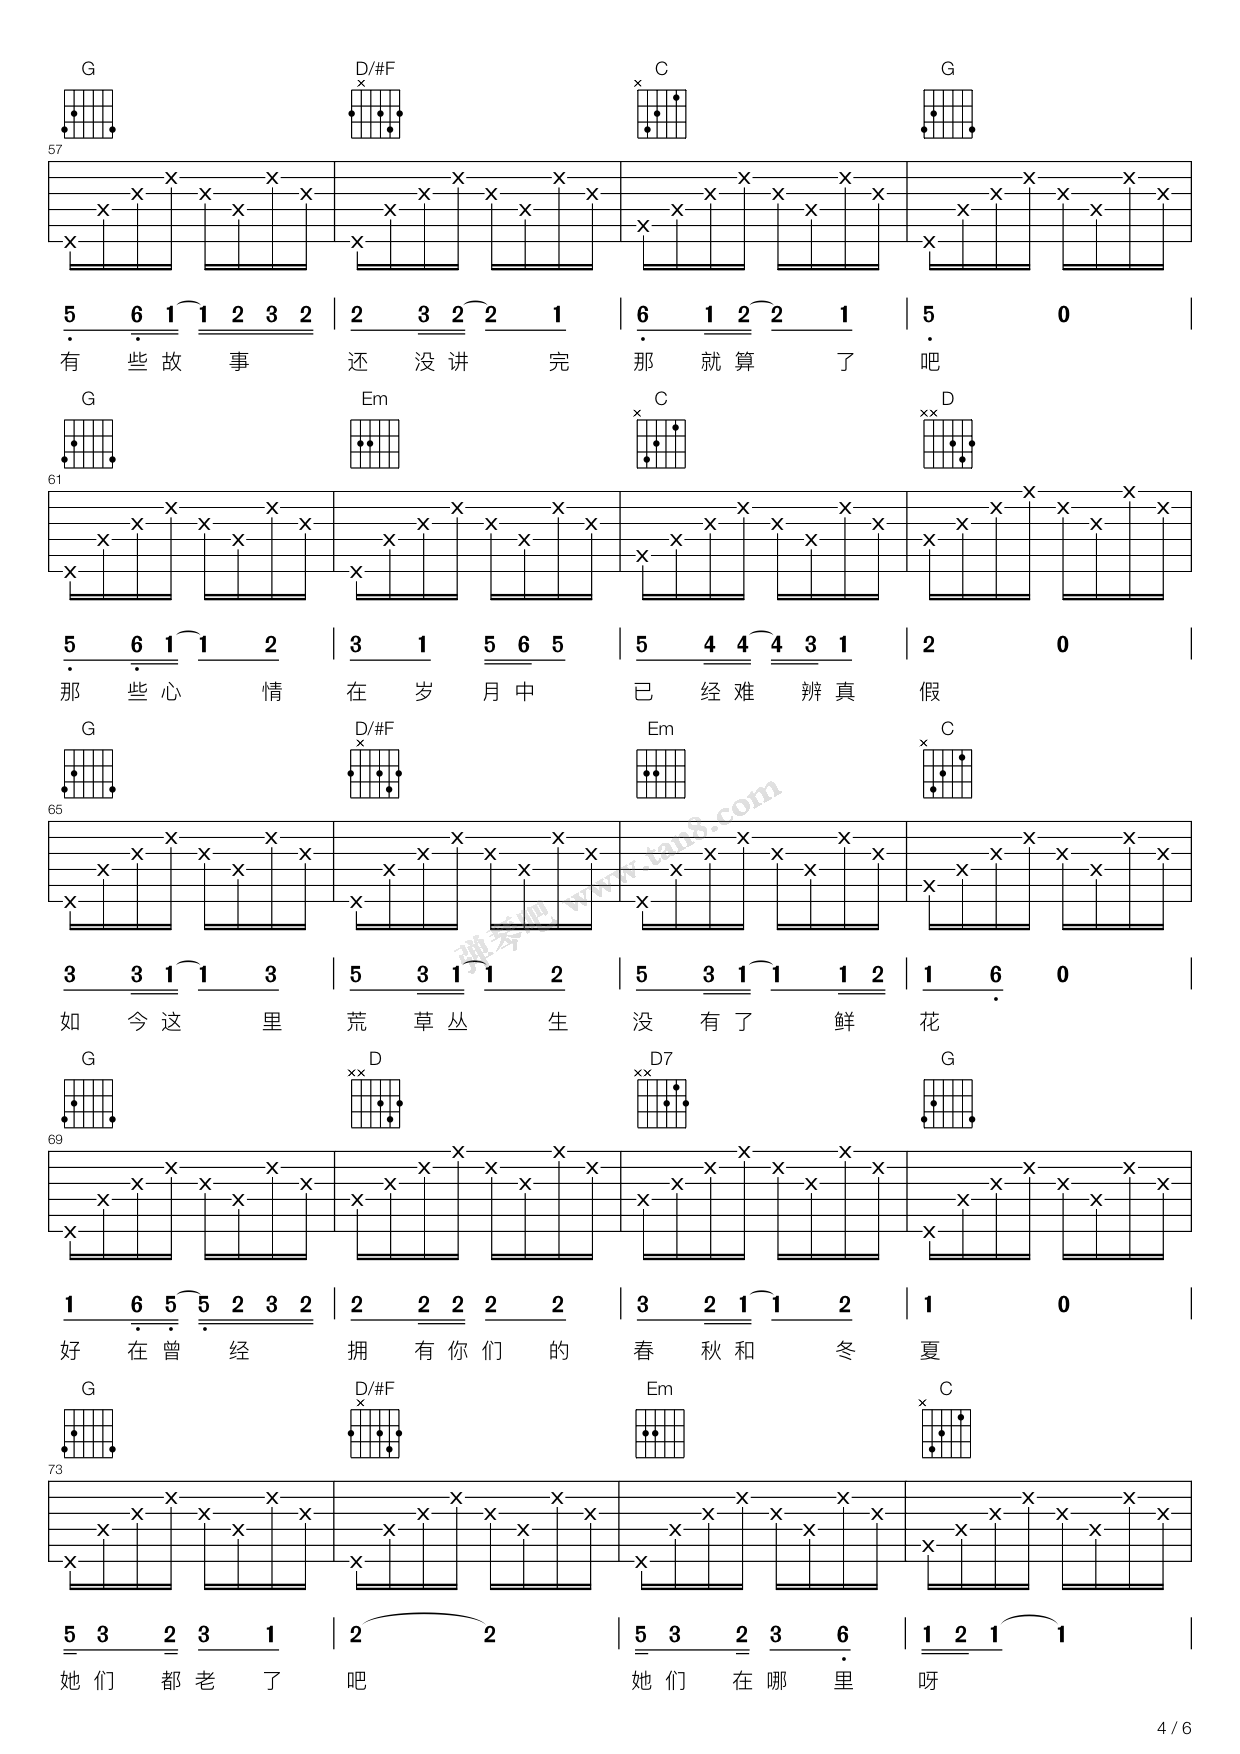 G D/#F C G
57
5 6 1 1 2 3 2 2 3 2 2 1 6 1 2 2 1 5 0
有 些 故 事 还 没 讲 完 那 就 算 了 吧
G Em C D
61
5 6 1 1 2 3 1 5 6 5 5 4 4 4 3 1 2 0
那 些 心 情 在 岁 月 中 已 经 难 辨 真 假
G D/#F Em C
65
3 3 1 1 3 5 3 1 1 2 5 3 1 1 1 2 1 6 0
如 今 这 里 荒 草 丛 生 没 有 了 鲜 花
G D D7 G
69
1 6 5 5 2 3 2 2 2 2 2 2 3 2 1 1 2 1 0
好 在 曾 经 拥 有 你 们 的 春 秋 和 冬 夏
G D/#F Em C
73
5 3 2 3 1 2 2 5 3 2 3 6 1 2 1 1
她 们 都 老 了 吧 她 们 在 哪 里 呀
弹琴吧 www.tan8.com
4 / 6